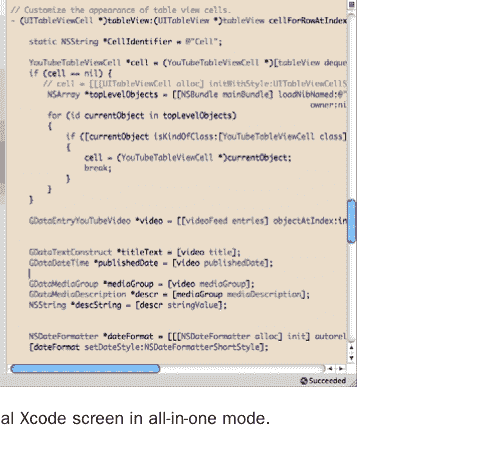 // Customize the appearance of table view cells.
- (UITableViewCell *)tableView:(UITableView *)tableView cellForRowAtIndex
static NSString *CellIdentifier = @"Cell";
YouTubeTableViewCell *cell = (YouTubeTableViewCell *)[tableView deque
if (cell == nil) {
// cell = [[[UITableViewCell alloc] initWithStyle:UITableViewCellS
NSArray *topLevelObjects = [[NSBundle mainBundle] loadNibNamed:@"
owner:ni
for (id currentObject in topLevelObjects)
{
if ([currentObject isKindOfClass:[YouTubeTableViewCell class]
{
cell = (YouTubeTableViewCell *)currentObject;
break;
}
}
}
GDataEntryYouTubeVideo *video = [[videoFeed entries] objectAtIndex:in
GDataTextConstruct *titleText = [video title];
GDataDateTime *publishedDate = [video publishedDate];
GDataMediaGroup *mediaGroup = [video mediaGroup];
GDataMediaDescription *descr = [mediaGroup mediaDescription];
NSString *descString = [descr stringValue];
NSDateFormatter *dateFormat = [[[NSDateFormatter alloc] init] autorel
[dateFormat setDateStyle:NSDateFormatterShortStyle];
Succeeded
al Xcode screen in all-in-one mode.